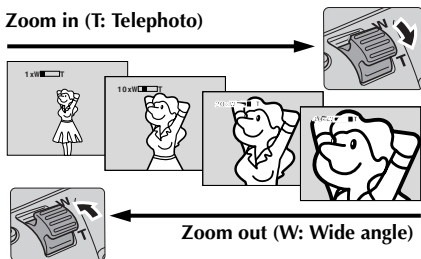 Zoom in (T: Telephoto)
W
T
1xW T
10xW T
W T
W T
W
T
Zoom out (W: Wide angle)